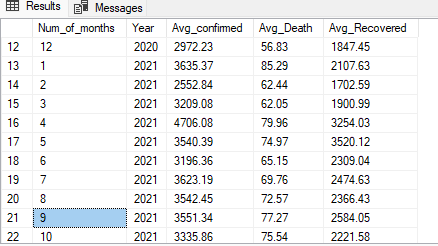 Results Messages
Num_of_months Year Avg_confirmed Avg_Death Avg_Recovered
12 12 2020 2972.23 56.83 1847.45
13 1 2021 3635.37 85.29 2107.63
14 2 2021 2552.84 62.44 1702.59
15 3 2021 3209.08 62.05 1900.99
16 4 2021 4706.08 79.96 3254.03
17 5 2021 3540.39 74.97 3520.12
18 6 2021 3196.36 65.15 2309.04
19 7 2021 3623.19 69.76 2474.63
20 8 2021 3542.45 72.57 2366.43
21 9 2021 3551.34 77.27 2584.05
22 10 2021 3335.86 75.54 2221.58